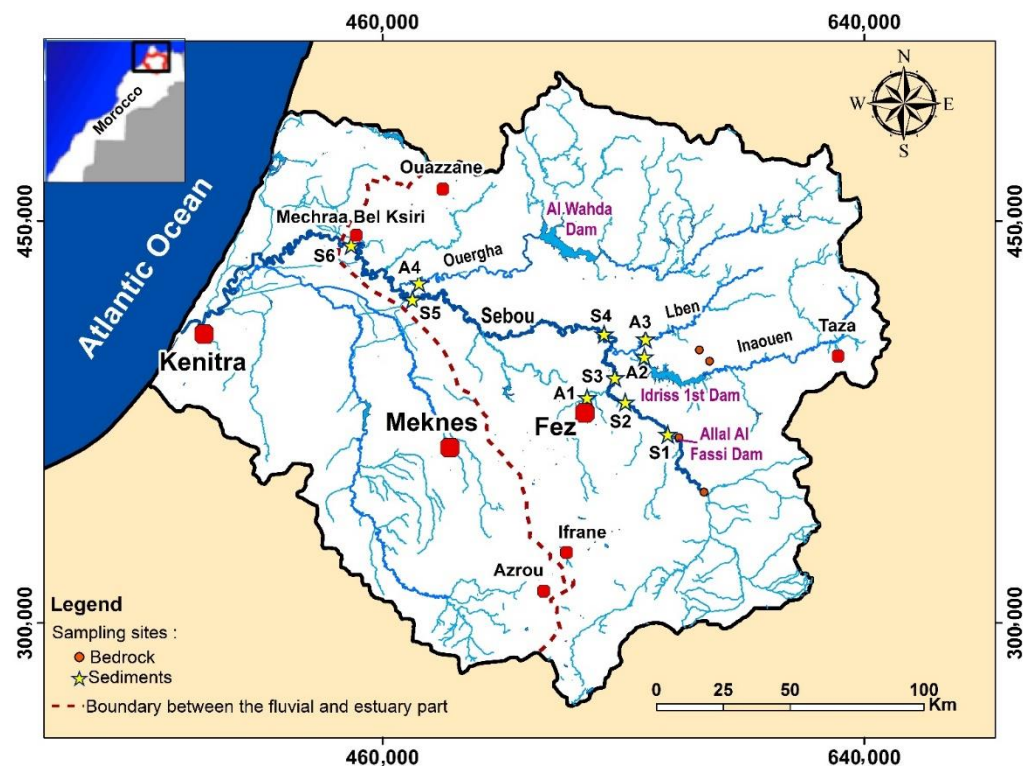 460,000
640,000
Morocco
N
W E
S
Atlantic Ocean
Ouazzane
Al Wahda
Dam
450,000
450,000
Mechraa Bel Ksiri
S6
A4
Ouergha
S5
Sebou
S4
A3
Lben
Inaouen
Taza
Kenitra
S3
A2
Idriss 1st Dam
A1
S2
Meknes
Fez
Allal Al
Fassi Dam
S1
Ifrane
Azrou
Legend
Sampling sites :
Bedrock
Sediments
Boundary between the fluvial and estuary part
300,000
300,000
0 25 50 100
Km
460,000
640,000